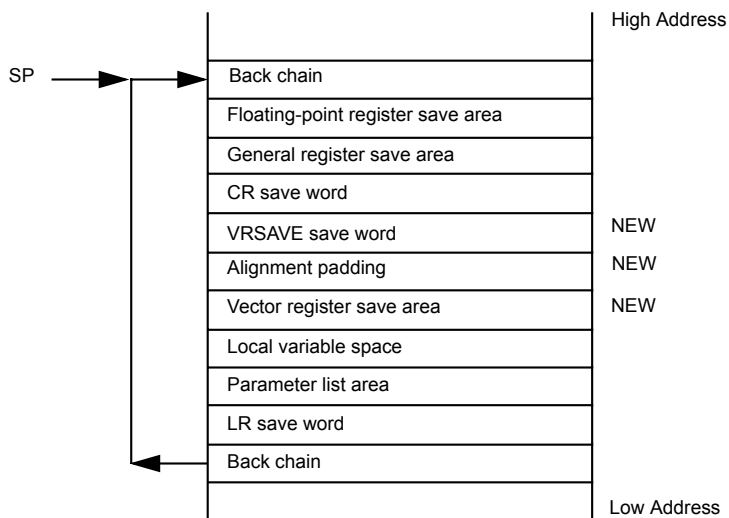 High Address
SP
Back chain
Floating-point register save area
General register save area
CR save word
VRSAVE save word
NEW
Alignment padding
NEW
Vector register save area
NEW
Local variable space
Parameter list area
LR save word
Back chain
Low Address